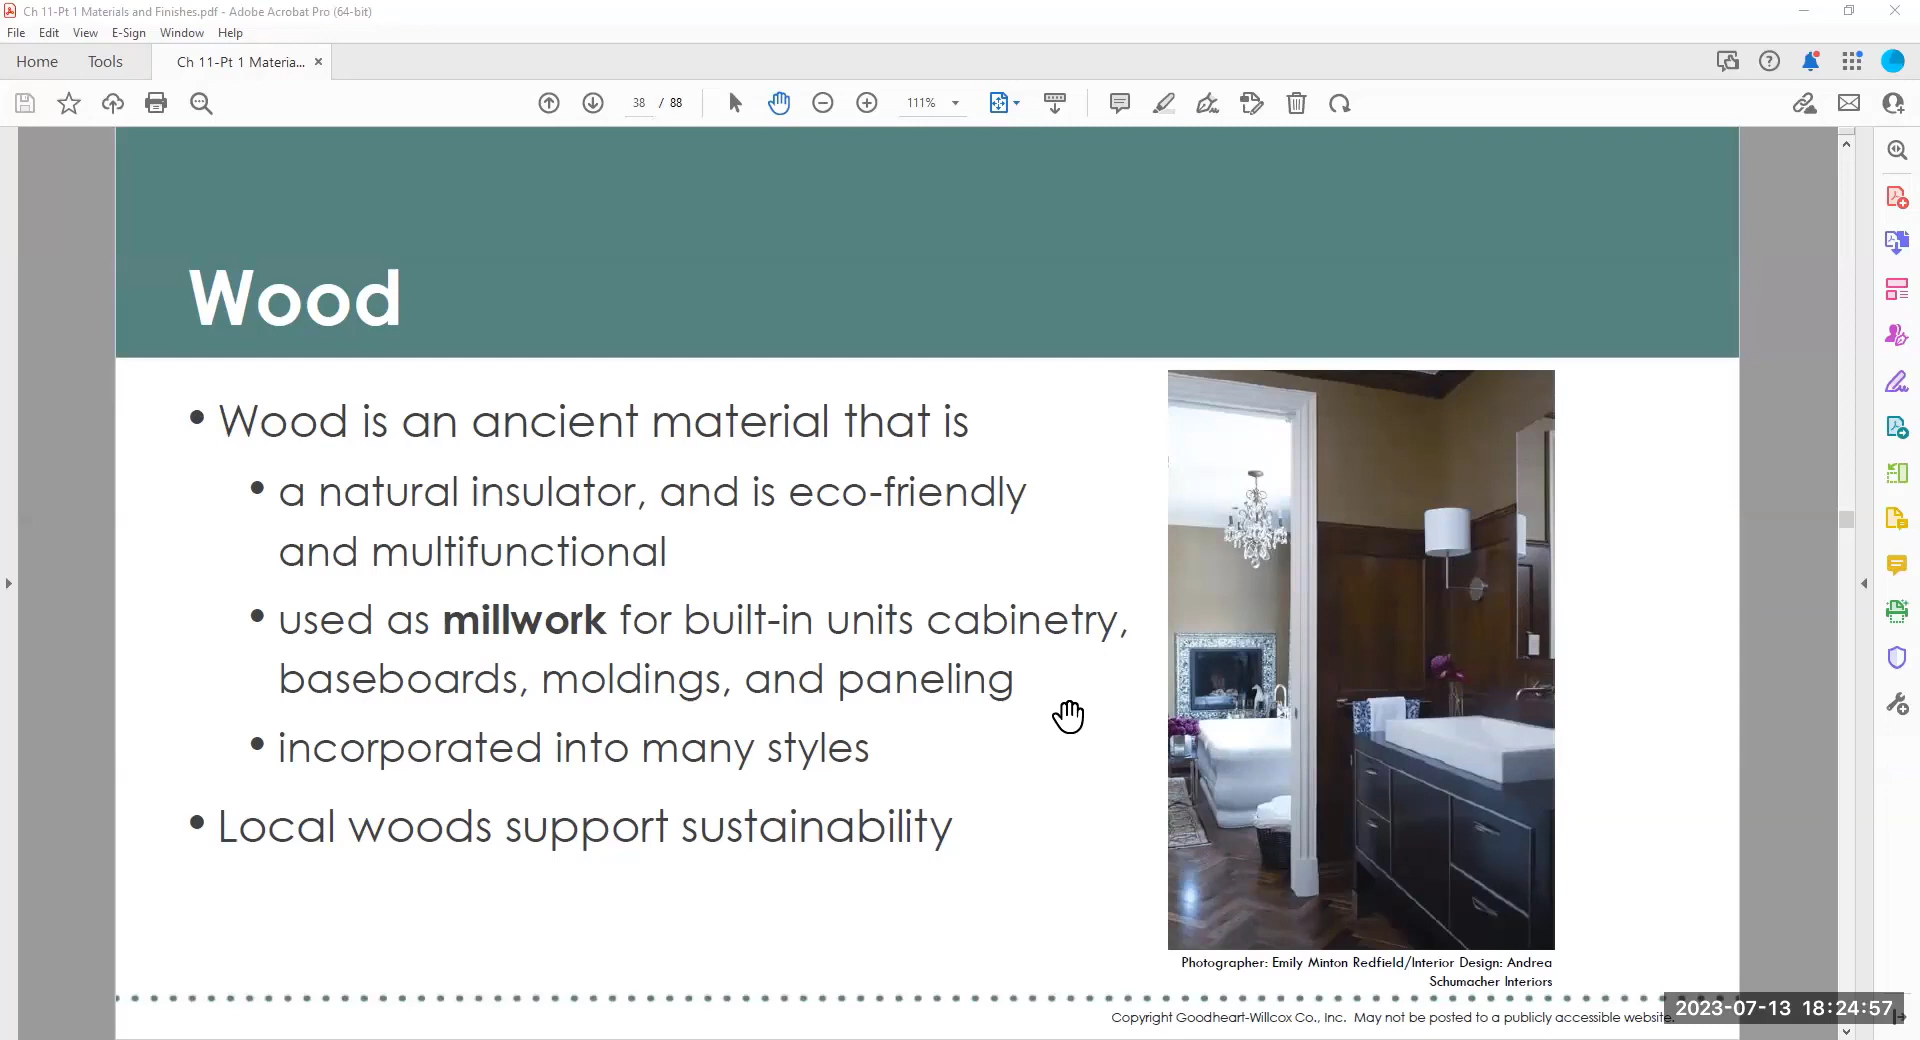 Ch 11-Pt 1 Materials and Finishes.pdf - Adobe Acrobat Pro (64-bit)
File Edit View E-Sign Window Help
Home Tools Ch 11-Pt 1 Materia... ×
38 / 88 111%
Wood
• Wood is an ancient material that is
• a natural insulator, and is eco-friendly
and multifunctional
• used as millwork for built-in units cabinetry,
baseboards, moldings, and paneling
• incorporated into many styles
• Local woods support sustainability
Photographer: Emily Minton Redfield/Interior Design: Andrea
Schumacher Interiors
Copyright Goodheart-Willcox Co., Inc. May not be posted to a publicly accessible website.
2023-07-13 18:24:57